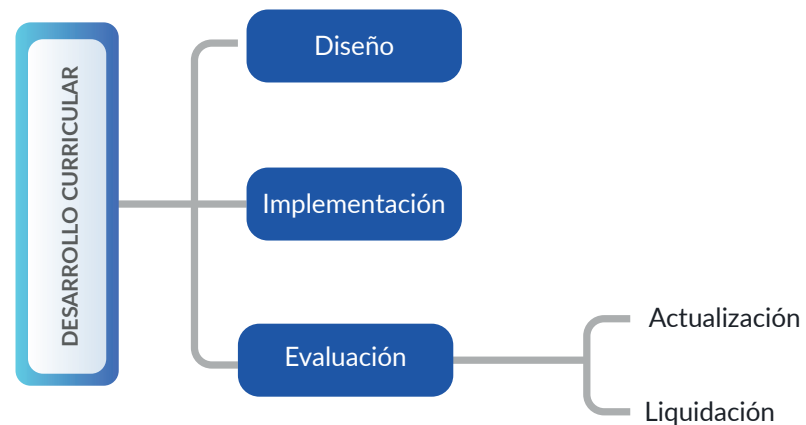 DESARROLLO CURRICULAR
Diseño
Implementación
Evaluación
Actualización
Liquidación